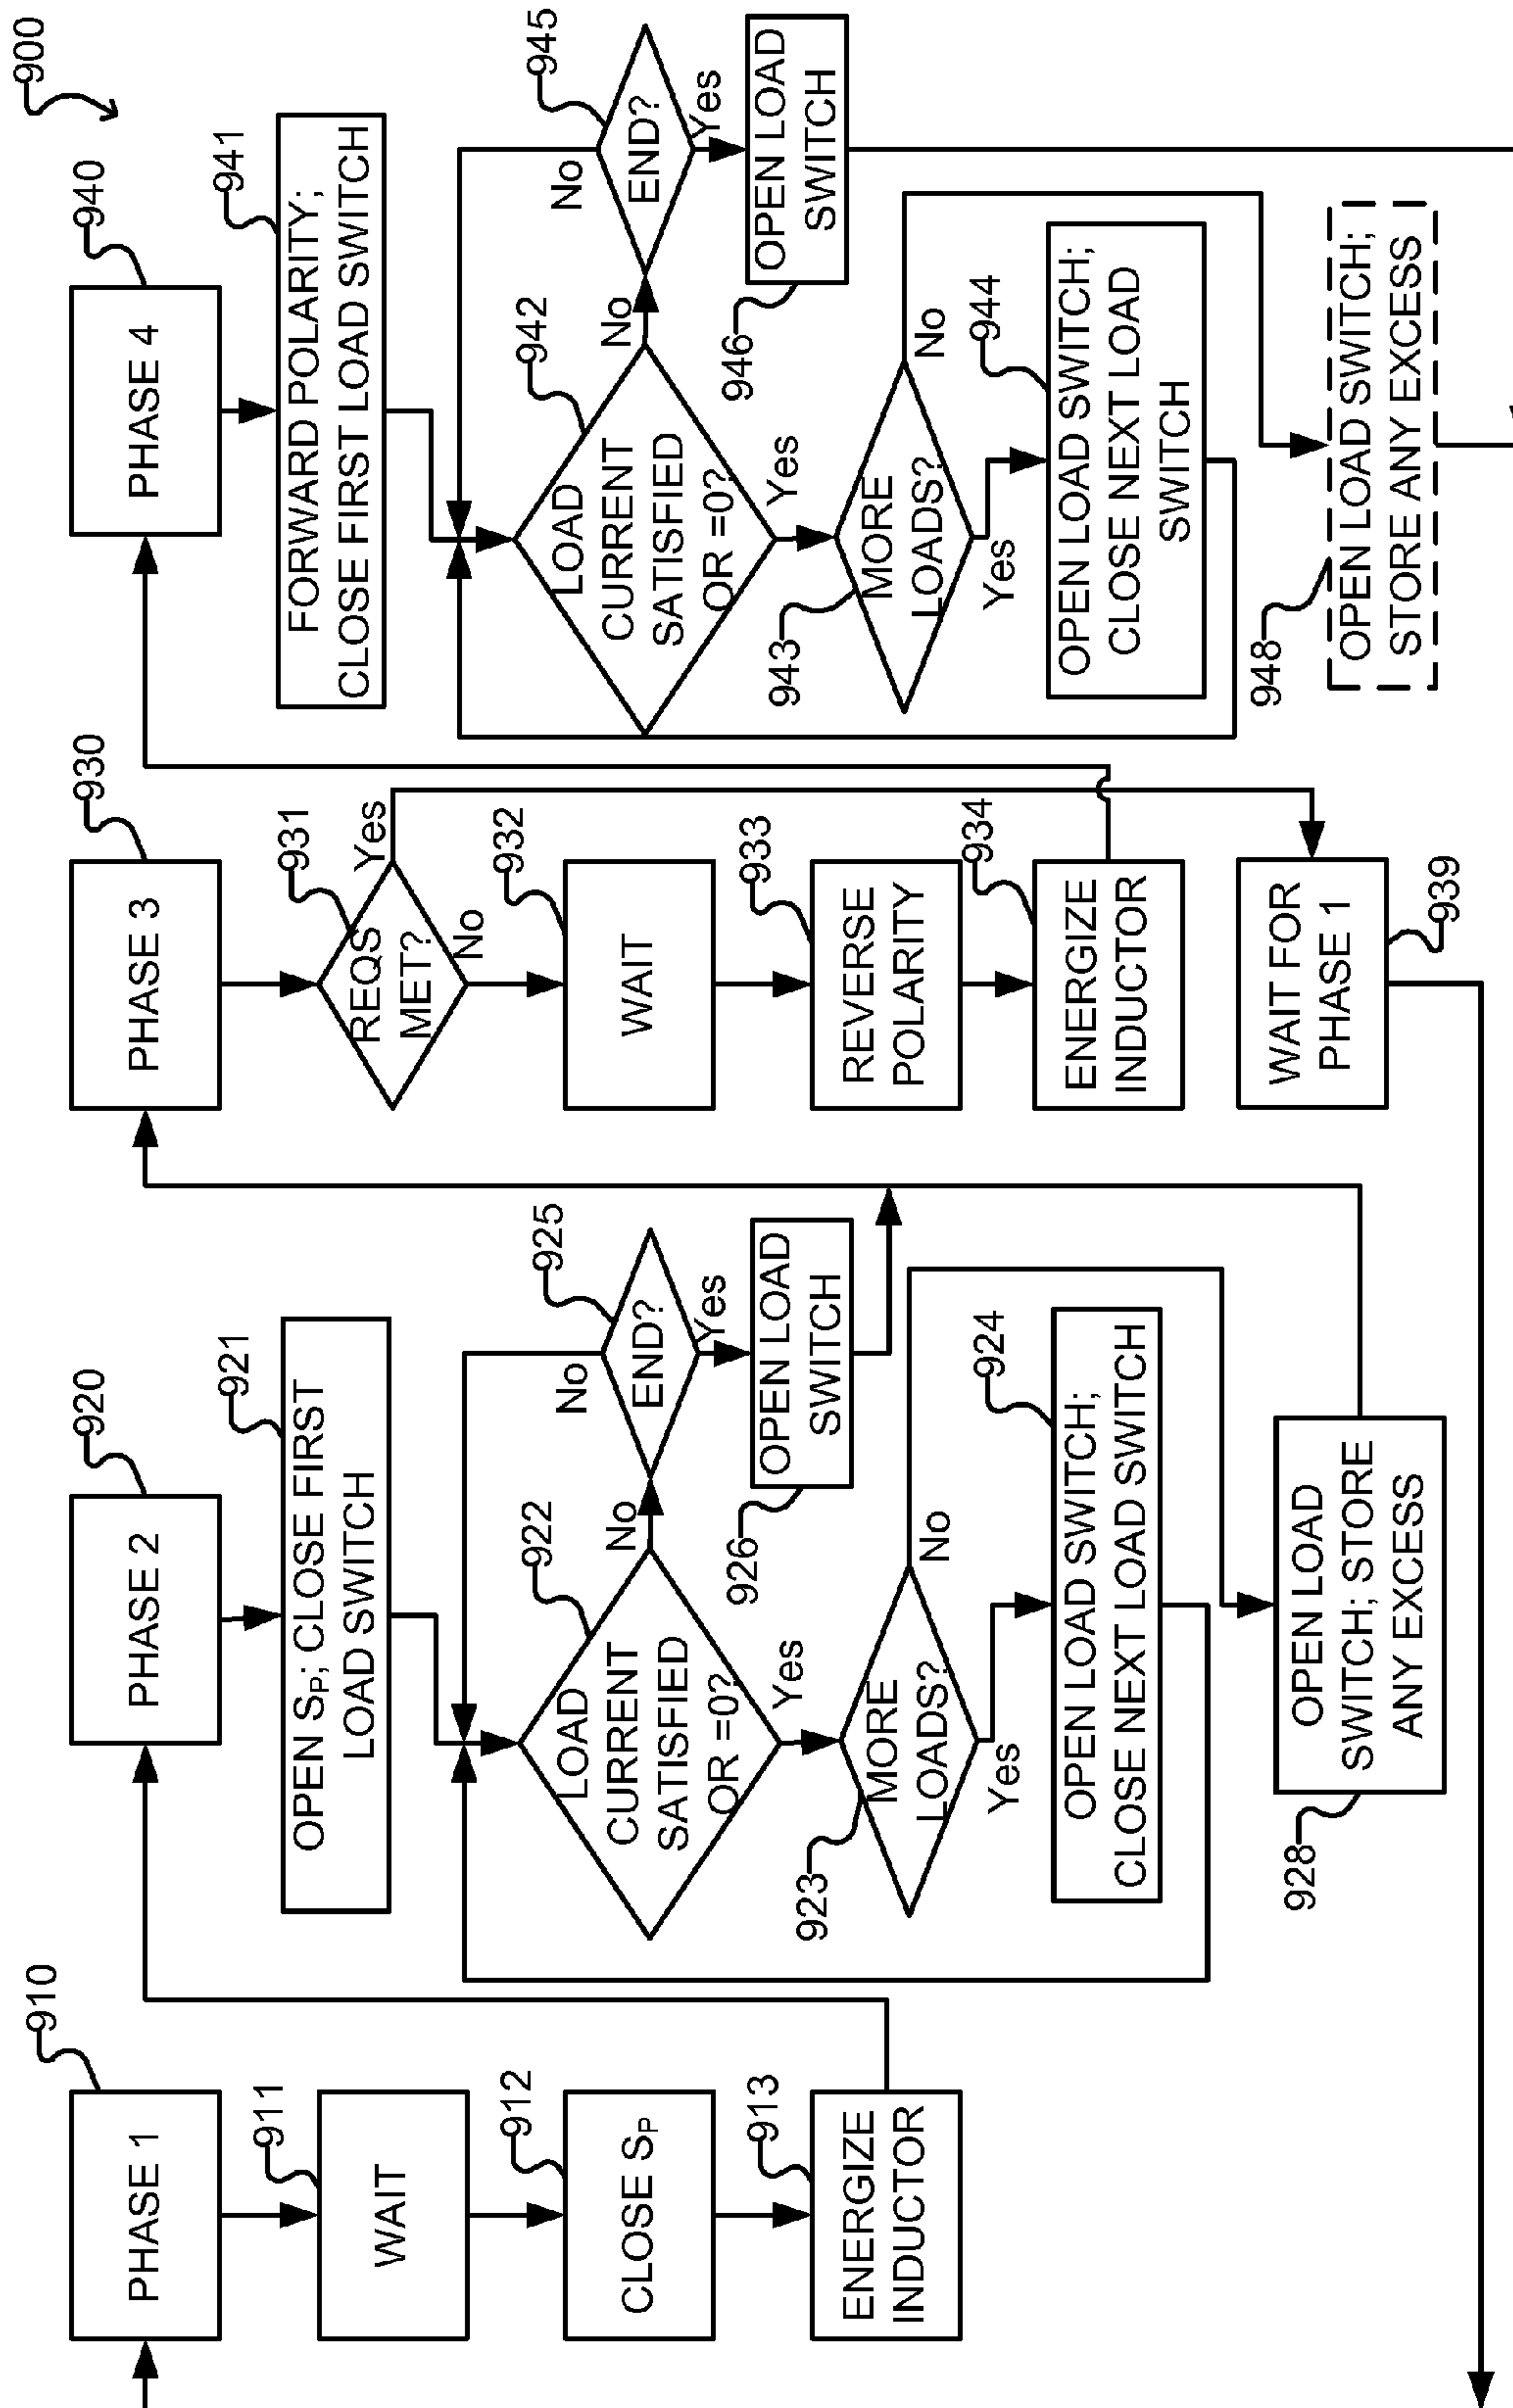 900
910
PHASE 1
911
WAIT
912
CLOSE SP
913
ENERGIZE
INDUCTOR
920
PHASE 2
921
OPEN SP; CLOSE FIRST
LOAD SWITCH
922
LOAD
CURRENT
SATISFIED
OR =0?
No
Yes
925
END?
No
Yes
926
OPEN LOAD
SWITCH
923
MORE
LOADS?
No
Yes
924
OPEN LOAD SWITCH;
CLOSE NEXT LOAD SWITCH
928
OPEN LOAD
SWITCH; STORE
ANY EXCESS
930
PHASE 3
931
REQS
MET?
Yes
No
932
WAIT
933
REVERSE
POLARITY
934
ENERGIZE
INDUCTOR
WAIT FOR
PHASE 1
939
940
PHASE 4
941
FORWARD POLARITY;
CLOSE FIRST LOAD SWITCH
942
LOAD
CURRENT
SATISFIED
OR =0?
No
Yes
945
END?
No
Yes
946
OPEN LOAD
SWITCH
943
MORE
LOADS?
No
Yes
944
OPEN LOAD SWITCH;
CLOSE NEXT LOAD
SWITCH
948
OPEN LOAD SWITCH;
STORE ANY EXCESS